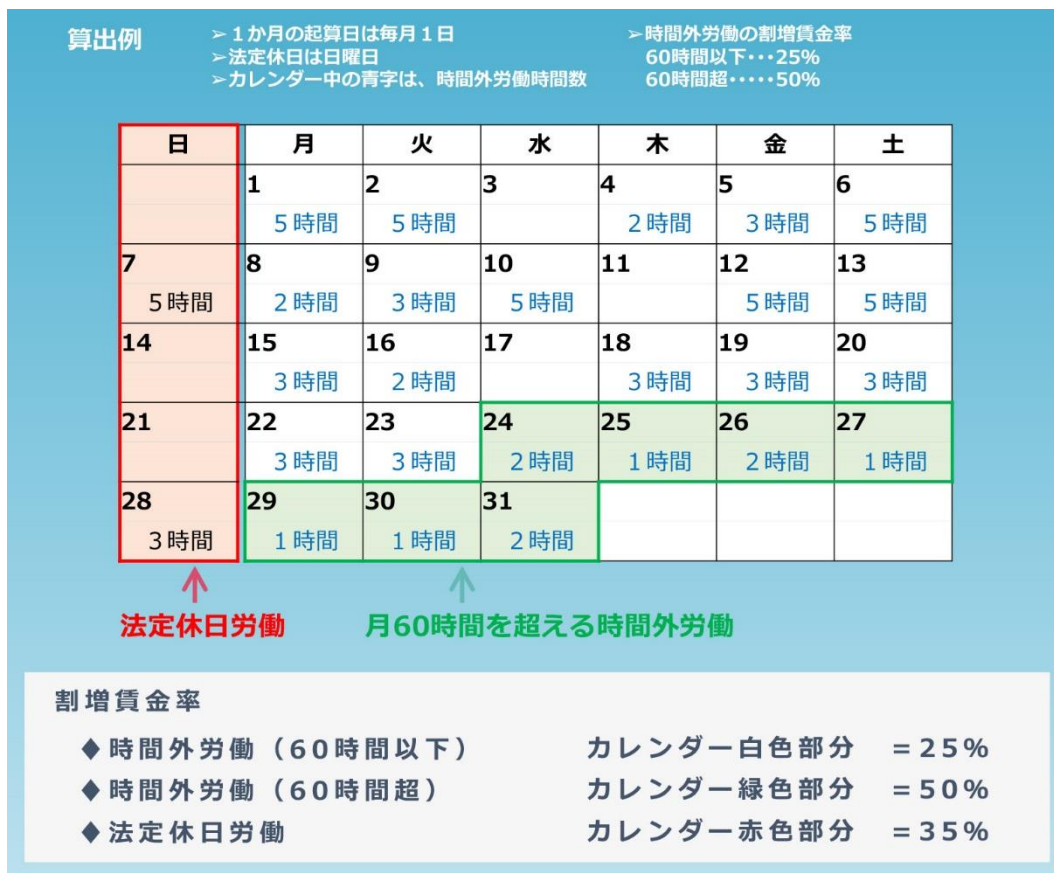 算出例
➢１か月の起算日は毎月１日
➢法定休日は日曜日
➢カレンダー中の青字は、時間外労働時間数
➢時間外労働の割増賃金率
60時間以下・・・25%
60時間超・・・・・50%
日 月 火 水 木 金 土
1 2 3 4 5 6
５時間 ５時間 ２時間 ３時間 ５時間
7 8 9 10 11 12 13
５時間 ２時間 ３時間 ５時間 ５時間 ５時間
14 15 16 17 18 19 20
３時間 ２時間 ３時間 ３時間 ３時間
21 22 23 24 25 26 27
３時間 ３時間 ２時間 １時間 ２時間 １時間
28 29 30 31
３時間 １時間 １時間 ２時間
法定休日労働 月60時間を超える時間外労働
割増賃金率
◆時間外労働（60時間以下） カレンダー白色部分 ＝25%
◆時間外労働（60時間超） カレンダー緑色部分 ＝50%
◆法定休日労働 カレンダー赤色部分 ＝35%